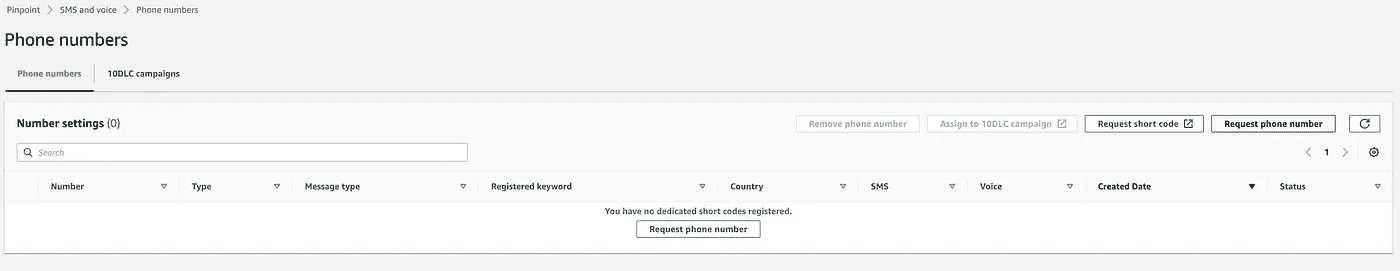 Pinpoint > SMS and voice > Phone numbers
Phone numbers
Phone numbers 10DLC campaigns
Number settings (0) Remove phone number Assign to 10DLC campaign Request short code Request phone number
Search 1
Number Type Message type Registered keyword Country SMS Voice Created Date Status
You have no dedicated short codes registered.
Request phone number